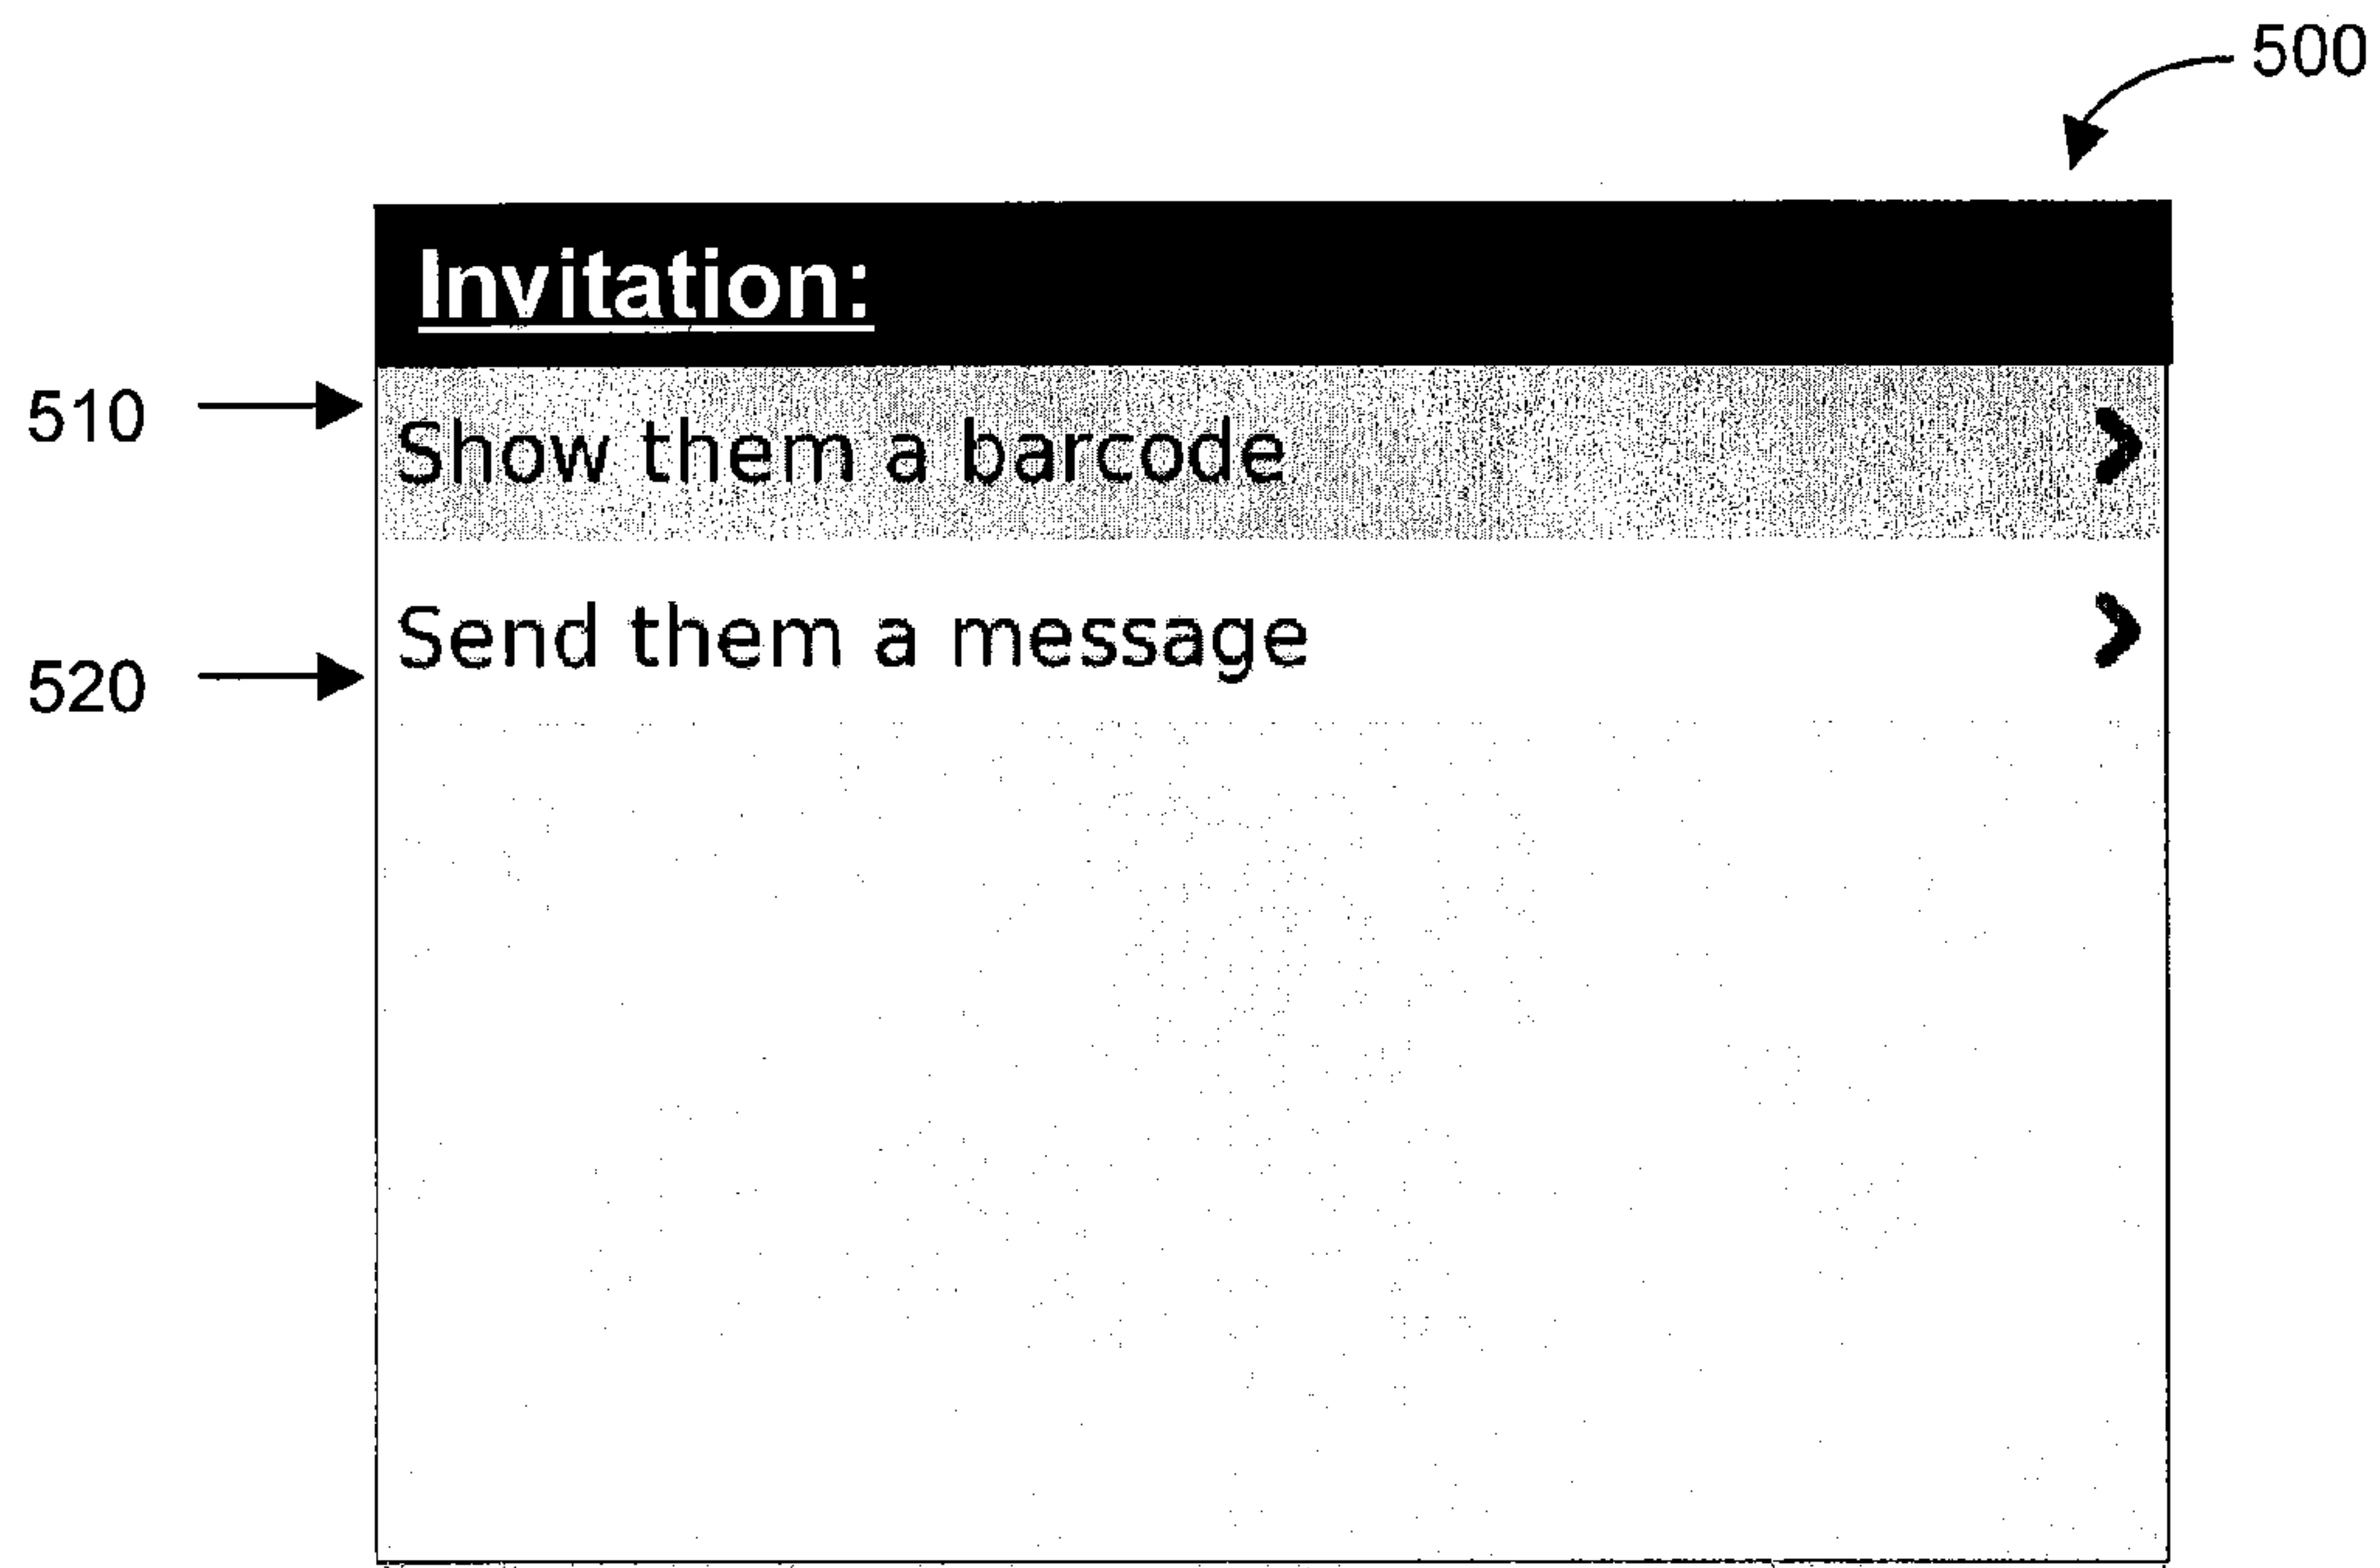 500
Invitation:
510
Show them a barcode
Send them a message
520